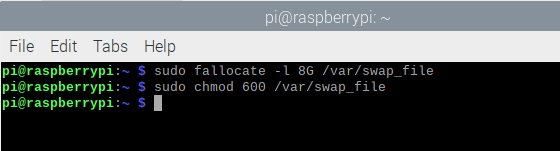 pi@raspberrypi: ~
File Edit Tabs Help
pi@raspberrypi:~ $ sudo fallocate -l 8G /var/swap_file
pi@raspberrypi:~ $ sudo chmod 600 /var/swap_file
pi@raspberrypi:~ $